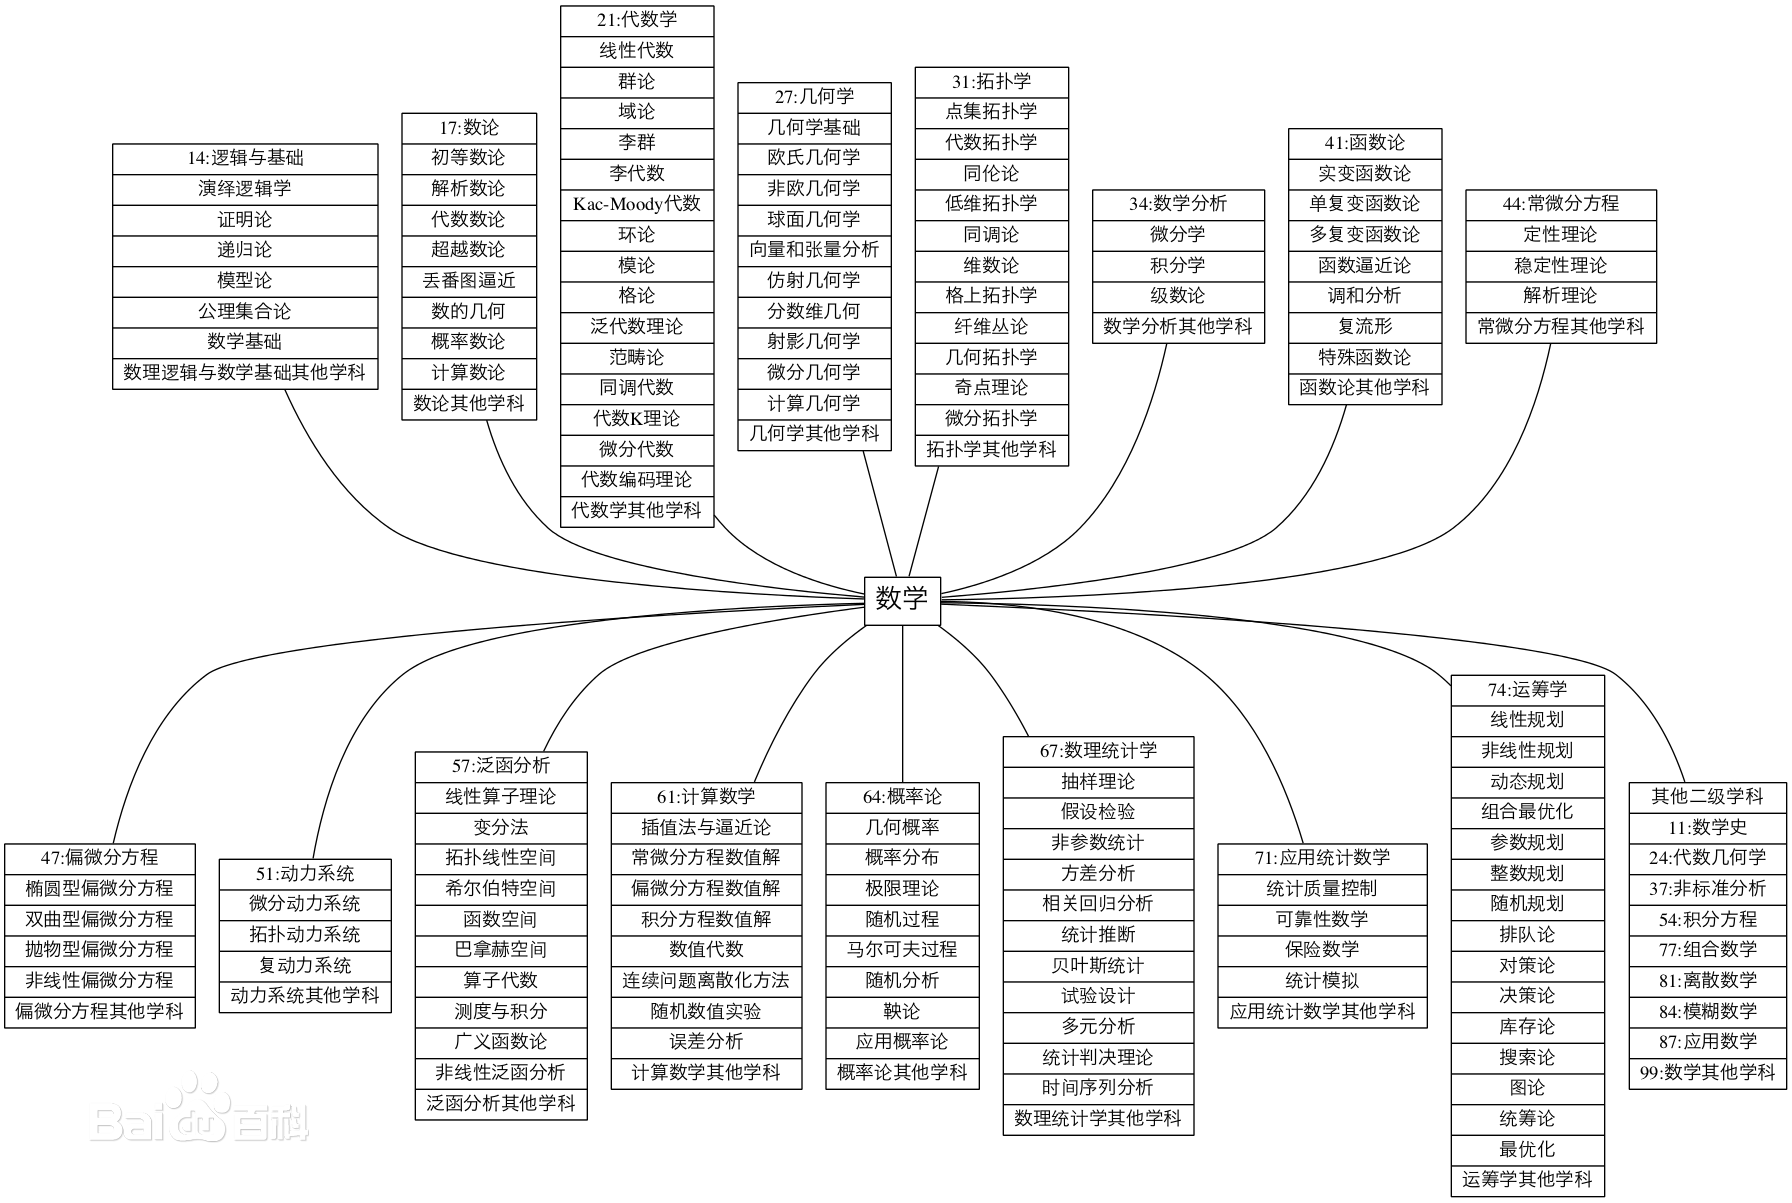 14:逻辑与基础
演绎逻辑学
证明论
递归论
模型论
公理集合论
数学基础
数理逻辑与数学基础其他学科
17:数论
初等数论
解析数论
代数数论
超越数论
丢番图逼近
数的几何
概率数论
计算数论
数论其他学科
21:代数学
线性代数
群论
域论
李群
李代数
Kac-Moody代数
环论
模论
格论
泛代数理论
范畴论
同调代数
代数K理论
微分代数
代数编码理论
代数学其他学科
27:几何学
几何学基础
欧氏几何学
非欧几何学
球面几何学
向量和张量分析
仿射几何学
分数维几何
射影几何学
微分几何学
计算几何学
几何学其他学科
31:拓扑学
点集拓扑学
代数拓扑学
同伦论
低维拓扑学
同调论
维数论
格上拓扑学
纤维丛论
几何拓扑学
奇点理论
微分拓扑学
拓扑学其他学科
34:数学分析
微分学
积分学
级数论
数学分析其他学科
41:函数论
实变函数论
单复变函数论
多复变函数论
函数逼近论
调和分析
复流形
特殊函数论
函数论其他学科
44:常微分方程
定性理论
稳定性理论
解析理论
常微分方程其他学科
数学
47:偏微分方程
椭圆型偏微分方程
双曲型偏微分方程
抛物型偏微分方程
非线性偏微分方程
偏微分方程其他学科
51:动力系统
微分动力系统
拓扑动力系统
复动力系统
动力系统其他学科
57:泛函分析
线性算子理论
变分法
拓扑线性空间
希尔伯特空间
函数空间
巴拿赫空间
算子代数
测度与积分
广义函数论
非线性泛函分析
泛函分析其他学科
61:计算数学
插值法与逼近论
常微分方程数值解
偏微分方程数值解
积分方程数值解
数值代数
连续问题离散化方法
随机数值实验
误差分析
计算数学其他学科
64:概率论
几何概率
概率分布
极限理论
随机过程
马尔可夫过程
随机分析
鞅论
应用概率论
概率论其他学科
67:数理统计学
抽样理论
假设检验
非参数统计
方差分析
相关回归分析
统计推断
贝叶斯统计
试验设计
多元分析
统计判决理论
时间序列分析
数理统计学其他学科
71:应用统计数学
统计质量控制
可靠性数学
保险数学
统计模拟
应用统计数学其他学科
74:运筹学
线性规划
非线性规划
动态规划
组合最优化
参数规划
整数规划
随机规划
排队论
对策论
决策论
库存论
搜索论
图论
统筹论
最优化
运筹学其他学科
其他二级学科
11:数学史
24:代数几何学
37:非标准分析
54:积分方程
77:组合数学
81:离散数学
84:模糊数学
87:应用数学
99:数学其他学科
Bai百科